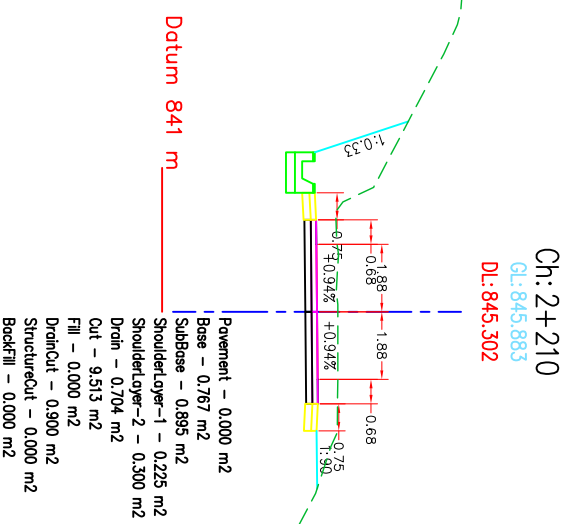 Ch: 2+210
GL: 845.883
DL: 845.302
1:0.33
0.75
0.68
1.88
+0.94%
+0.94%
1.88
0.68
0.75
1:90
Datum 841 m
Pavement - 0.000 m2
Base - 0.767 m2
SubBase - 0.895 m2
ShoulderLayer-1 - 0.225 m2
ShoulderLayer-2 - 0.300 m2
Drain - 0.704 m2
Cut - 9.513 m2
Fill - 0.000 m2
DrainCut - 0.900 m2
StructureCut - 0.000 m2
BackFill - 0.000 m2